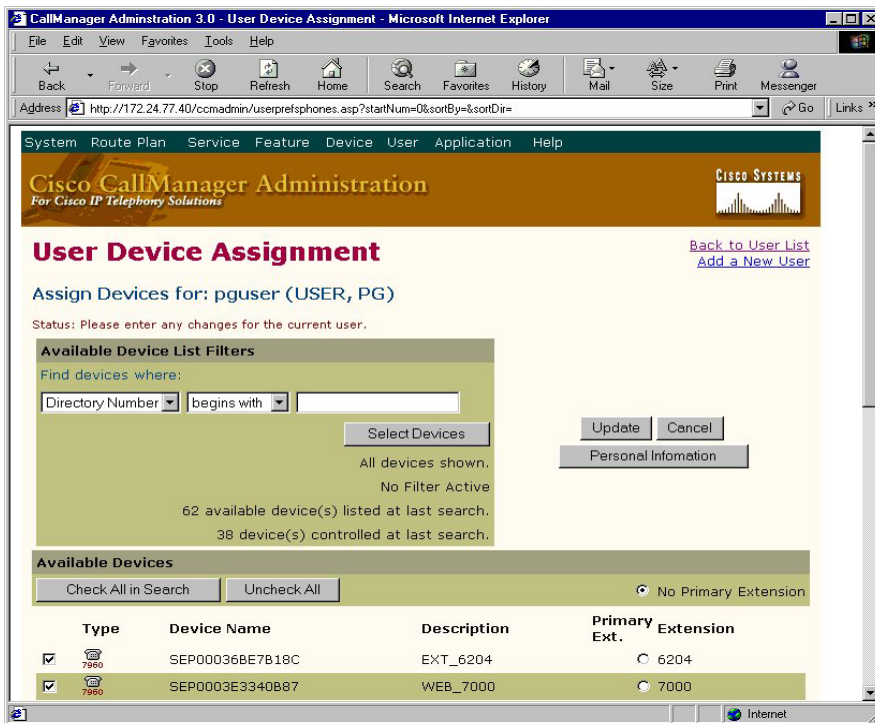 CallManager Adminstration 3.0 - User Device Assignment - Microsoft Internet Explorer
File Edit View Favorites Tools Help
Back Forward Stop Refresh Home Search Favorites History Mail Size Print Messenger
Address http://172.24.77.40/ccmadmin/userprefsphones.asp?startNum=0&sortBy=&sortDir= Go Links »
System Route Plan Service Feature Device User Application Help
Cisco CallManager Administration
For Cisco IP Telephony Solutions
CISCO SYSTEMS
User Device Assignment
Back to User List
Add a New User
Assign Devices for: pguser (USER, PG)
Status: Please enter any changes for the current user.
Available Device List Filters
Find devices where:
Directory Number begins with
Select Devices
Update Cancel
Personal Infomation
All devices shown.
No Filter Active
62 available device(s) listed at last search.
38 device(s) controlled at last search.
Available Devices
Check All in Search Uncheck All No Primary Extension
Type Device Name Description Primary Ext. Extension
7960 SEP00036BE7B18C EXT_6204 6204
7960 SEP0003E3340B87 WEB_7000 7000
Internet